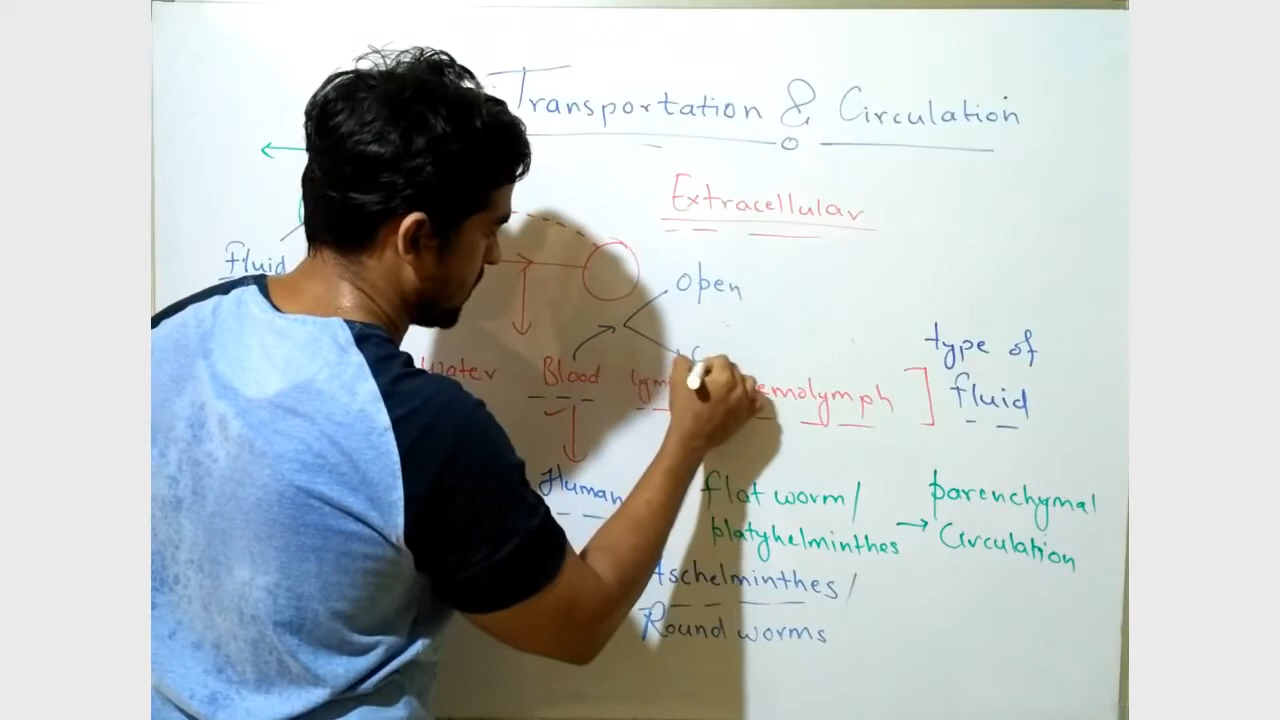 Transportation & Circulation
Extracellular
fluid
open
type of
fluid
water Blood
Human
flat worm/
platyhelminthes → parenchymal
Circulation
Aschelminthes/
Round worms